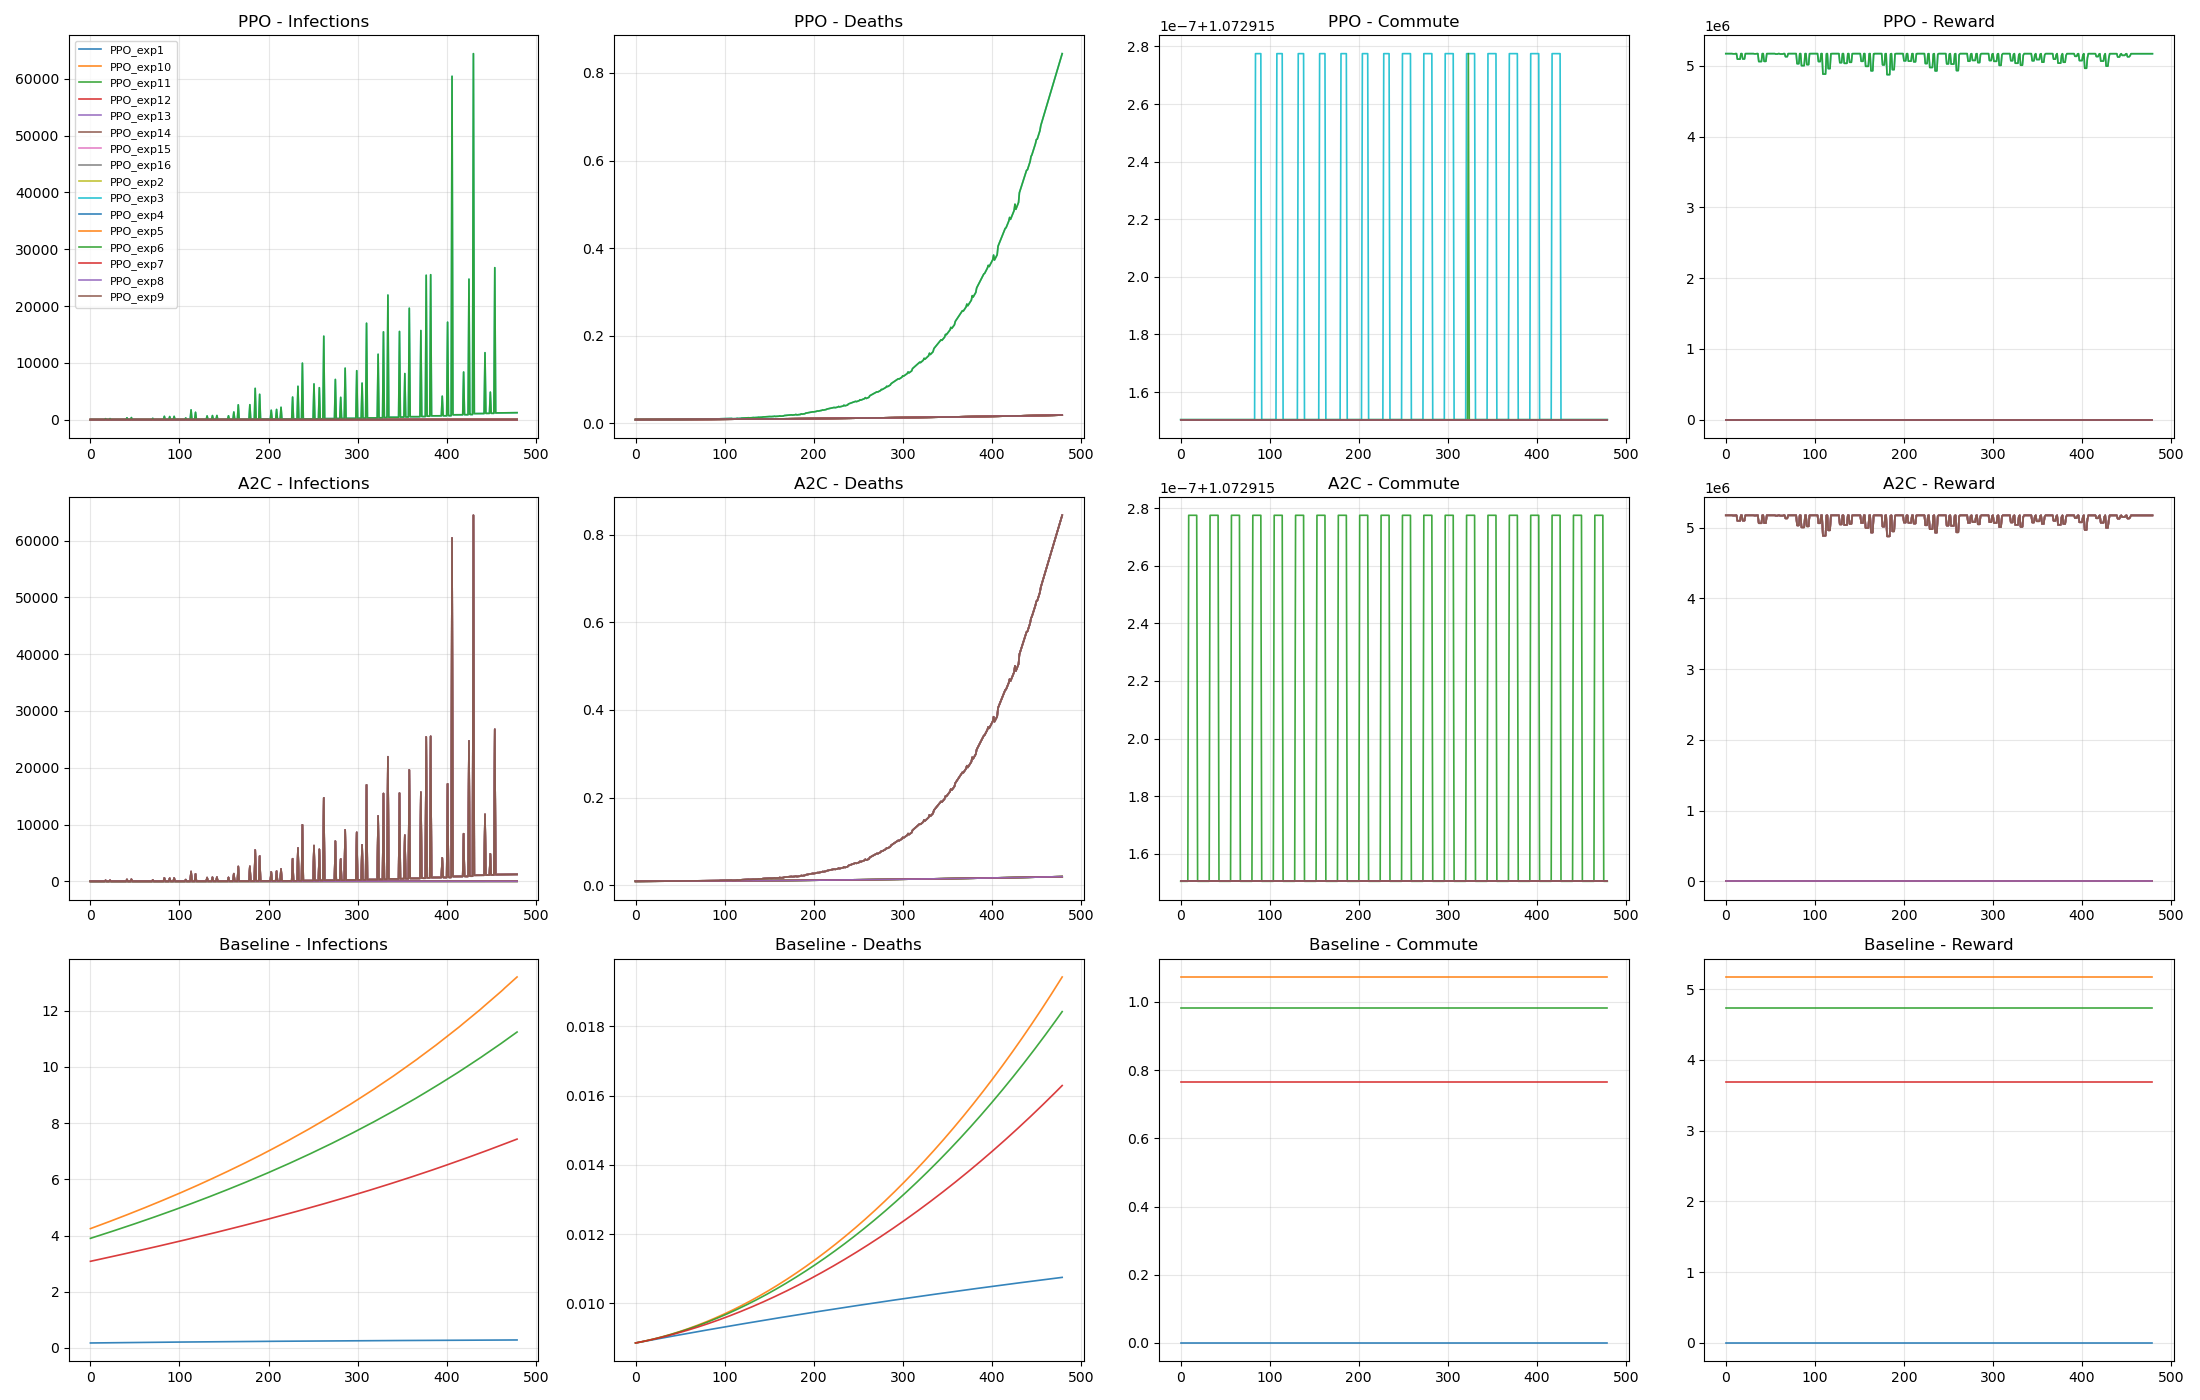 PPO - Infections
60000
50000
40000
30000
20000
10000
0
PPO_exp1
PPO_exp10
PPO_exp11
PPO_exp12
PPO_exp13
PPO_exp14
PPO_exp15
PPO_exp16
PPO_exp2
PPO_exp3
PPO_exp4
PPO_exp5
PPO_exp6
PPO_exp7
PPO_exp8
PPO_exp9
0 100 200 300 400 500
PPO - Deaths
0.8
0.6
0.4
0.2
0.0
0 100 200 300 400 500
PPO - Commute
1e-7+1.072915
2.8
2.6
2.4
2.2
2.0
1.8
1.6
0 100 200 300 400 500
PPO - Reward
1e6
5
4
3
2
1
0
0 100 200 300 400 500
A2C - Infections
60000
50000
40000
30000
20000
10000
0
0 100 200 300 400 500
A2C - Deaths
0.8
0.6
0.4
0.2
0.0
0 100 200 300 400 500
A2C - Commute
1e-7+1.072915
2.8
2.6
2.4
2.2
2.0
1.8
1.6
0 100 200 300 400 500
A2C - Reward
1e6
5
4
3
2
1
0
0 100 200 300 400 500
Baseline - Infections
12
10
8
6
4
2
0
0 100 200 300 400 500
Baseline - Deaths
0.018
0.016
0.014
0.012
0.010
0 100 200 300 400 500
Baseline - Commute
1.0
0.8
0.6
0.4
0.2
0.0
0 100 200 300 400 500
Baseline - Reward
5
4
3
2
1
0
0 100 200 300 400 500